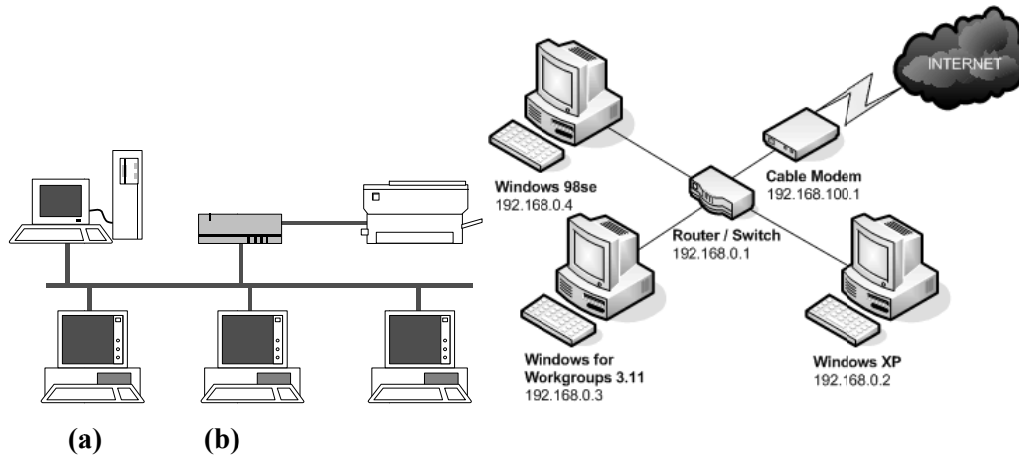 INTERNET
Cable Modem
192.168.100.1
Windows 98se
192.168.0.4
Router / Switch
192.168.0.1
Windows for
Workgroups 3.11
192.168.0.3
Windows XP
192.168.0.2
(a)
(b)